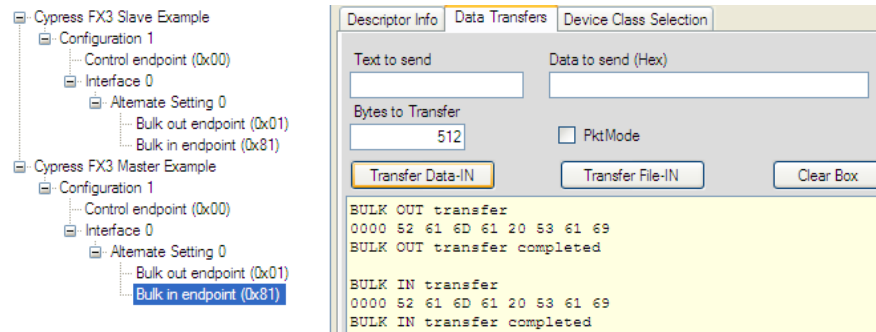 Cypress FX3 Slave Example
Configuration 1
Control endpoint (0x00)
Interface 0
Alternate Setting 0
Bulk out endpoint (0x01)
Bulk in endpoint (0x81)
Cypress FX3 Master Example
Configuration 1
Control endpoint (0x00)
Interface 0
Alternate Setting 0
Bulk out endpoint (0x01)
Bulk in endpoint (0x81)
Descriptor Info Data Transfers Device Class Selection
Text to send Data to send (Hex)
Bytes to Transfer
512 PktMode
Transfer Data-IN Transfer File-IN Clear Box
BULK OUT transfer
0000 52 61 6D 61 20 53 61 69
BULK OUT transfer completed
BULK IN transfer
0000 52 61 6D 61 20 53 61 69
BULK IN transfer completed